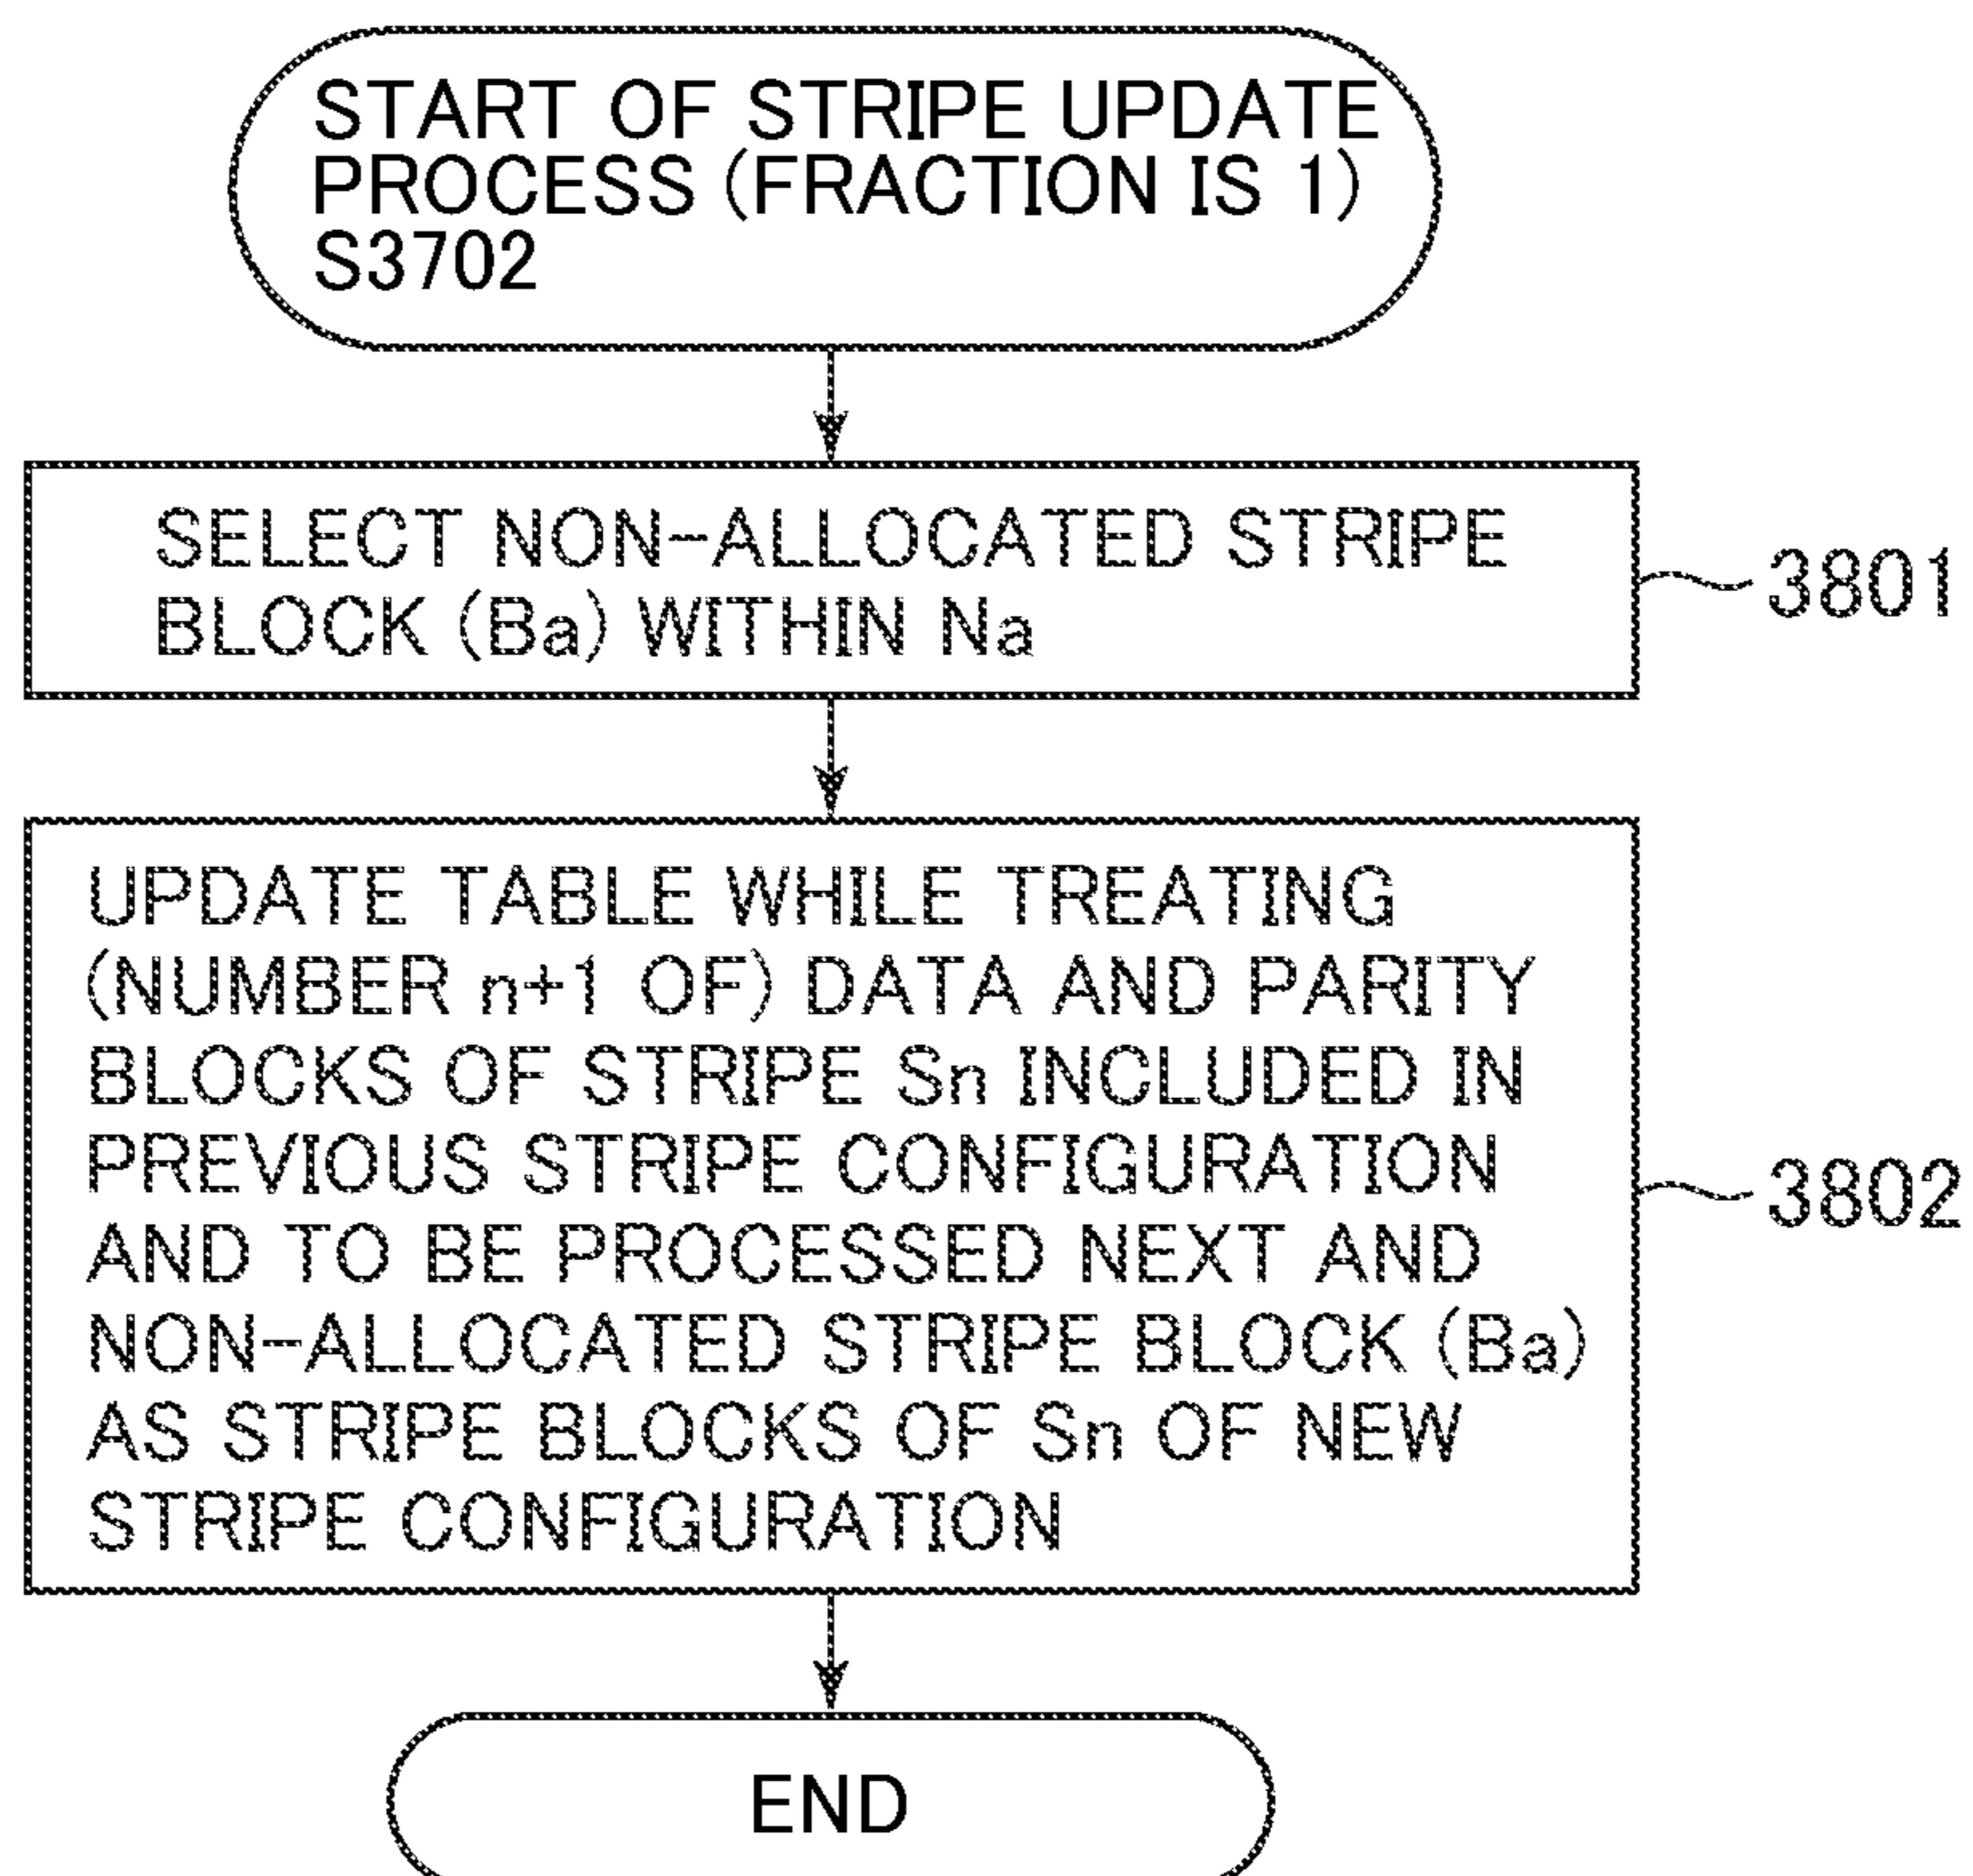 START OF STRIPE UPDATE
PROCESS (FRACTION IS 1)
S3702
SELECT NON-ALLOCATED STRIPE
BLOCK (Ba) WITHIN Na
3801
UPDATE TABLE WHILE TREATING
(NUMBER n+1 OF) DATA AND PARITY
BLOCKS OF STRIPE Sn INCLUDED IN
PREVIOUS STRIPE CONFIGURATION
AND TO BE PROCESSED NEXT AND
NON-ALLOCATED STRIPE BLOCK (Ba)
AS STRIPE BLOCKS OF Sn OF NEW
STRIPE CONFIGURATION
3802
END